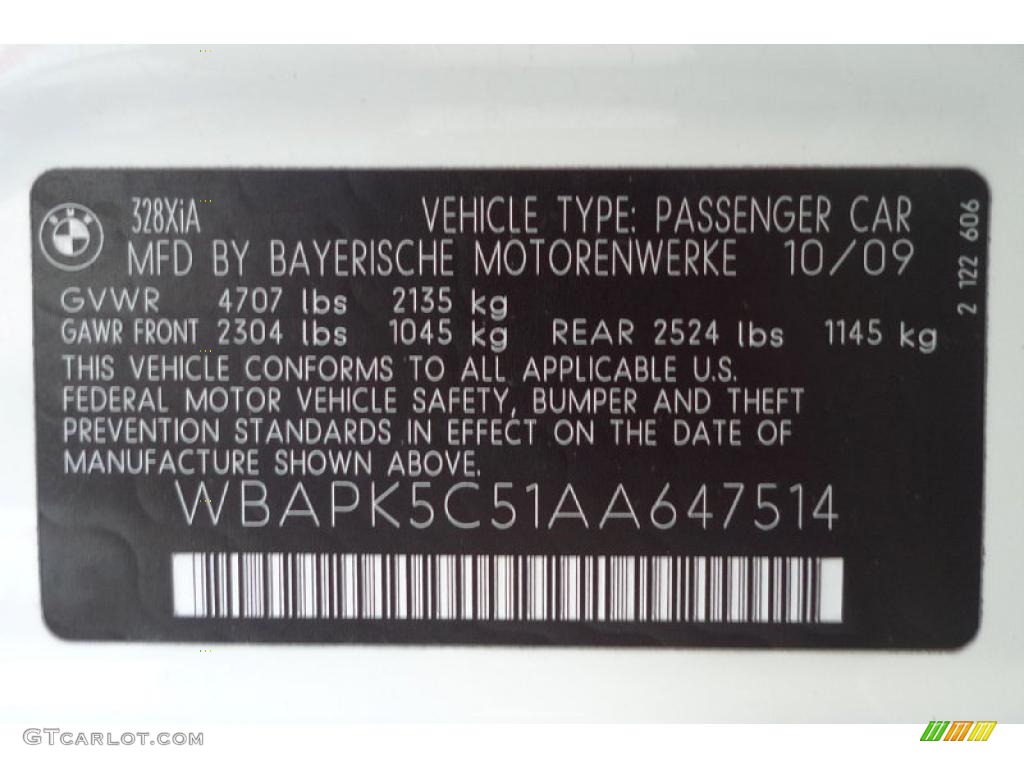 BMW
328XiA VEHICLE TYPE: PASSENGER CAR
MFD BY BAYERISCHE MOTORENWERKE 10/09
GVWR 4707 lbs 2135 kg
GAWR FRONT 2304 lbs 1045 kg REAR 2524 lbs 1145 kg
THIS VEHICLE CONFORMS TO ALL APPLICABLE U.S.
FEDERAL MOTOR VEHICLE SAFETY, BUMPER AND THEFT
PREVENTION STANDARDS IN EFFECT ON THE DATE OF
MANUFACTURE SHOWN ABOVE.
WBAPK5C51AA647514
2 122 606
GTCARLOT.COM